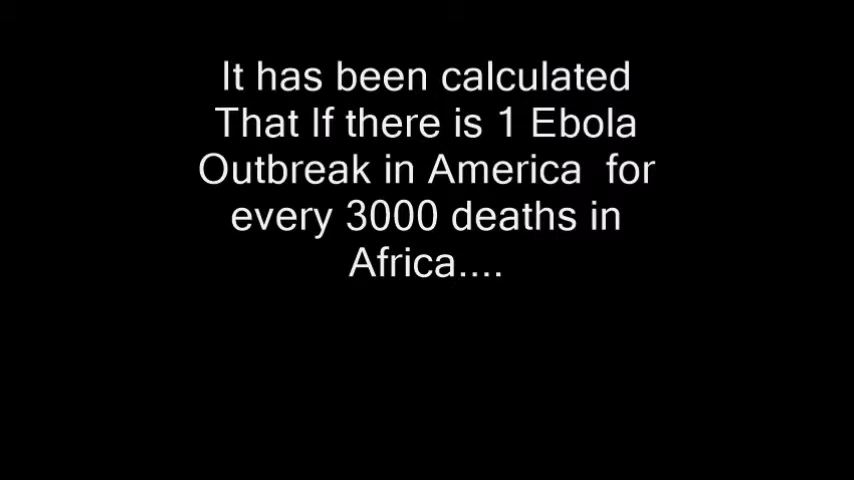 It has been calculated
That If there is 1 Ebola
Outbreak in America  for
every 3000 deaths in
Africa....